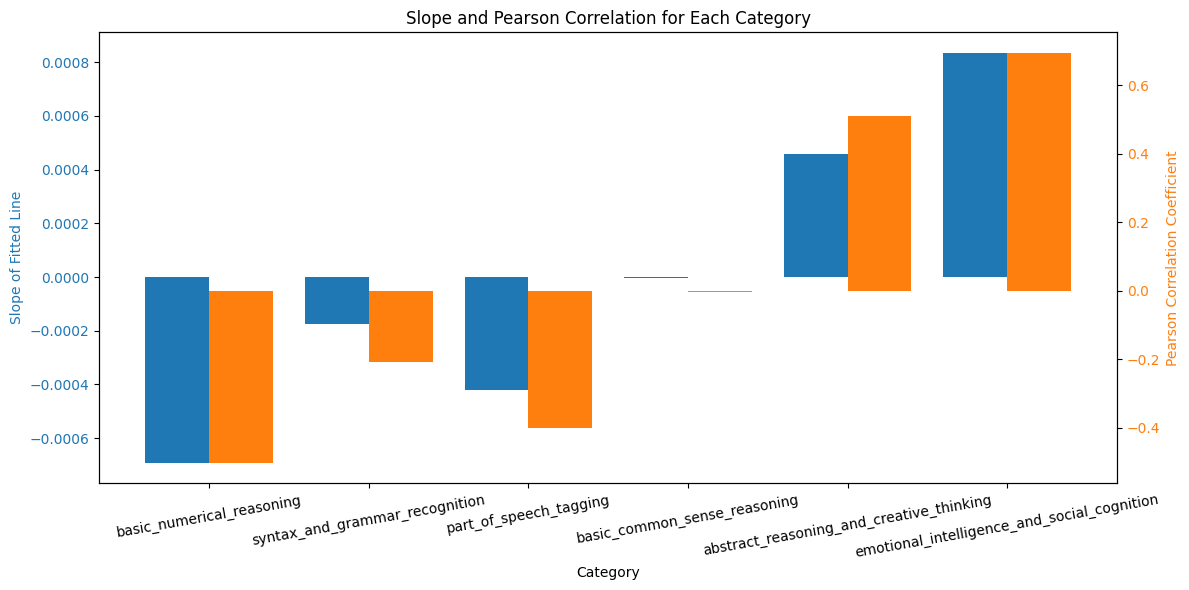 Slope and Pearson Correlation for Each Category
0.0008
0.0006
0.0004
0.0002
0.0000
−0.0002
−0.0004
−0.0006
Slope of Fitted Line
0.6
0.4
0.2
0.0
−0.2
−0.4
Pearson Correlation Coefficient
basic_numerical_reasoning
syntax_and_grammar_recognition
part_of_speech_tagging
basic_common_sense_reasoning
abstract_reasoning_and_creative_thinking
emotional_intelligence_and_social_cognition
Category